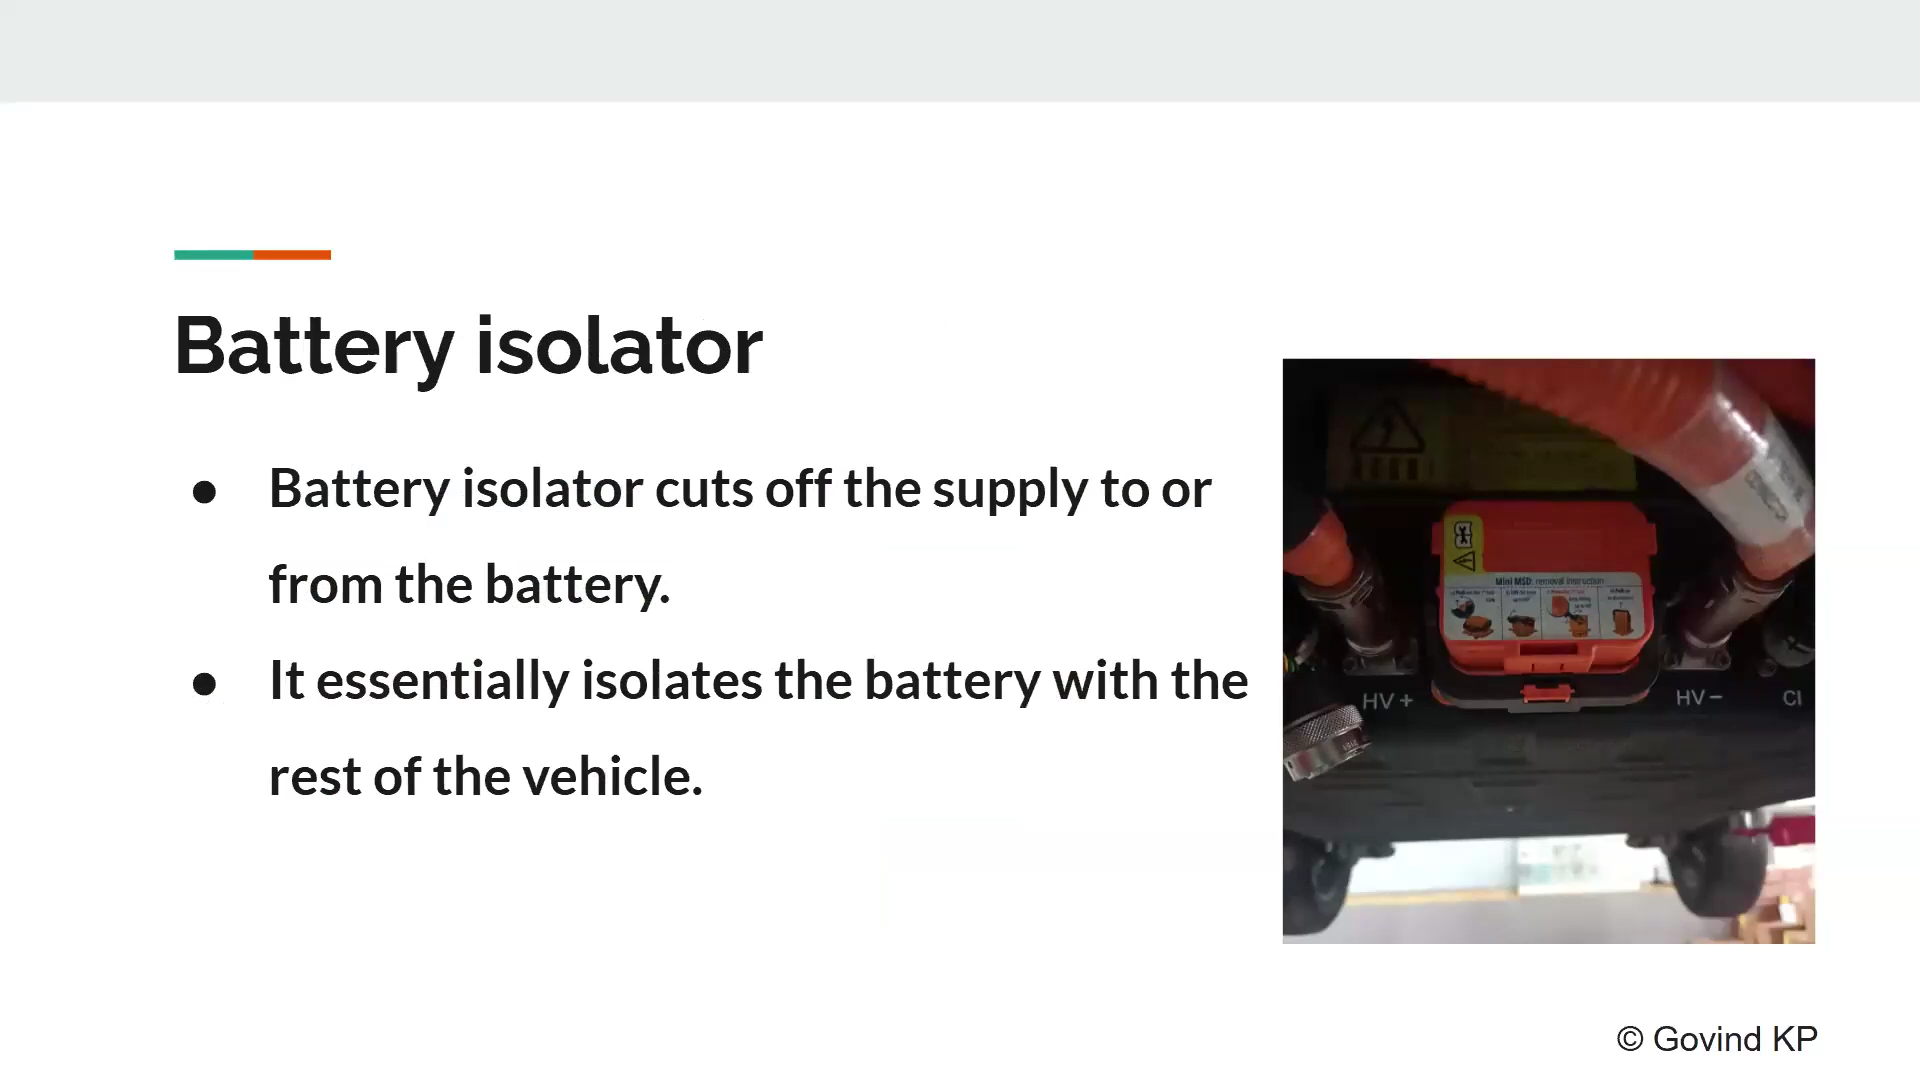 Battery isolator
● Battery isolator cuts off the supply to or
from the battery.
● It essentially isolates the battery with the
rest of the vehicle.
Mini MSD: removal instruction
HV +
HV −
CI
© Govind KP